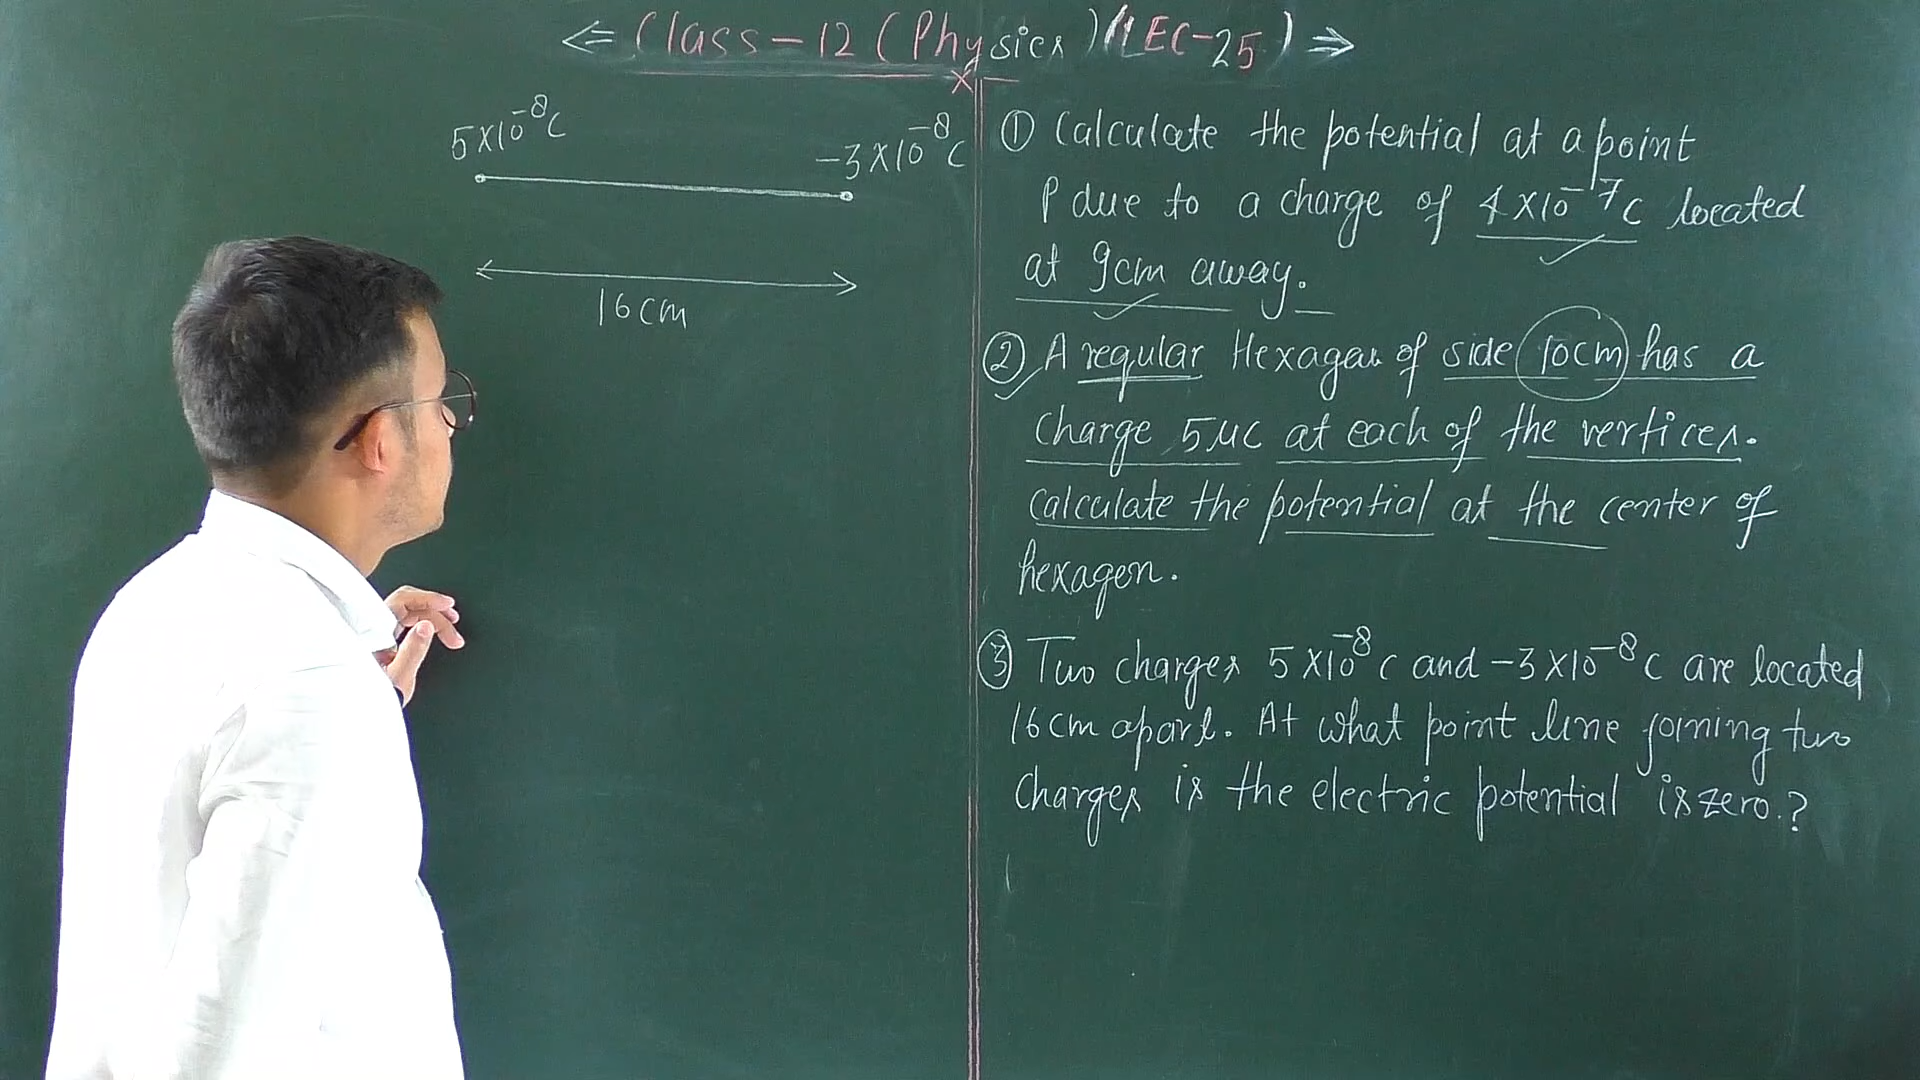 ⇐ Class-12 (Physics) (LEC-25) ⇒
5×10⁻⁸C
-3×10⁻⁸C
16cm
① Calculate the potential at a point
P due to a charge of 4×10⁻⁷C located
at 9cm away.
② A regular Hexagon of side 10cm has a
charge 5μC at each of the vertices.
calculate the potential at the center of
hexagon.
③ Two charges 5×10⁻⁸C and -3×10⁻⁸C are located
16cm apart. At what point line joining two
charges is the electric potential is zero.?